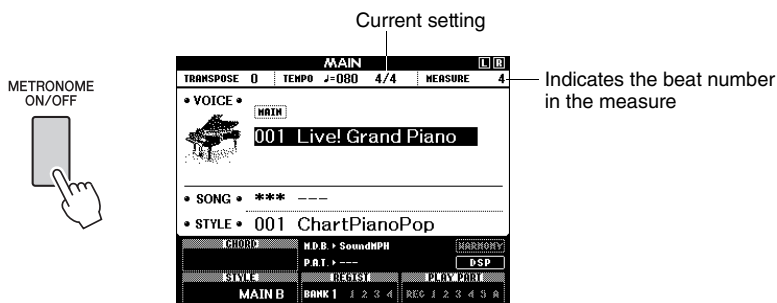 Current setting
METRONOME
ON/OFF
MAIN L R
TRANSPOSE 0 TEMPO ♩=080 4/4 MEASURE 4
Indicates the beat number
in the measure
• VOICE •
MAIN
001 Live! Grand Piano
• SONG • *** ---
• STYLE • 001 ChartPianoPop
CHORD M.D.B. ▸ SoundMPH HARMONY
P.A.T. ▸ --- DSP
STYLE REGIST PLAY PART
MAIN B BANK 1 1 2 3 4 REC 1 2 3 4 5 A